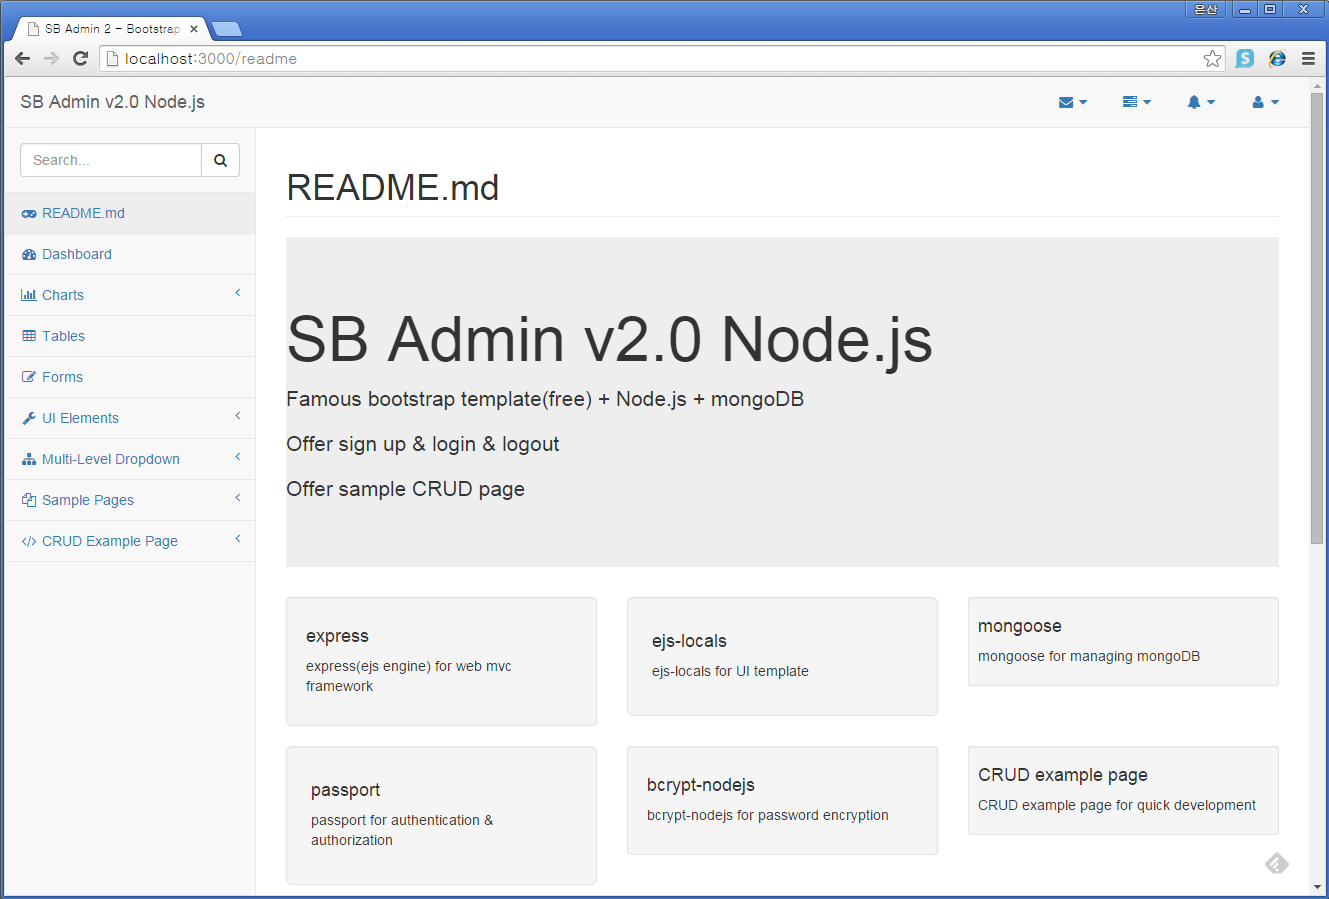 은산
SB Admin 2 - Bootstrap
localhost:3000/readme
SB Admin v2.0 Node.js
Search...
README.md
Dashboard
Charts
Tables
Forms
UI Elements
Multi-Level Dropdown
Sample Pages
CRUD Example Page
README.md
SB Admin v2.0 Node.js
Famous bootstrap template(free) + Node.js + mongoDB
Offer sign up & login & logout
Offer sample CRUD page
express
express(ejs engine) for web mvc
framework
ejs-locals
ejs-locals for UI template
mongoose
mongoose for managing mongoDB
passport
passport for authentication &
authorization
bcrypt-nodejs
bcrypt-nodejs for password encryption
CRUD example page
CRUD example page for quick development